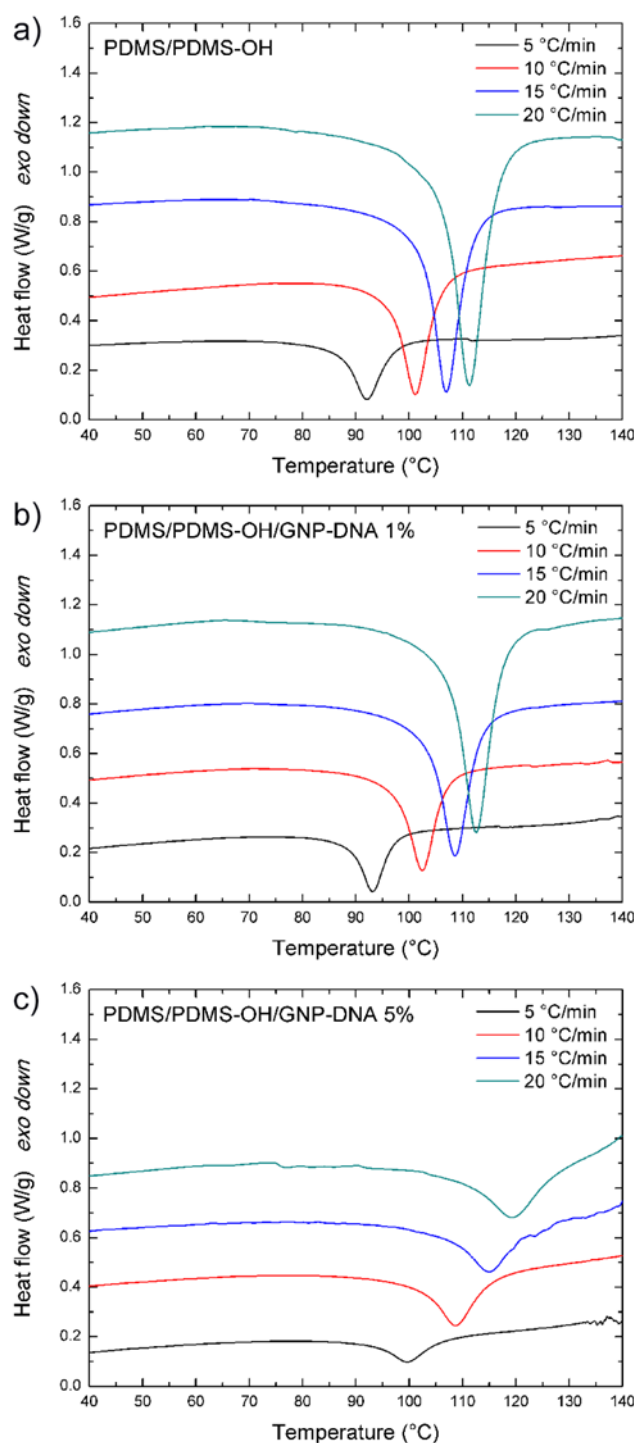 a)
PDMS/PDMS-OH
5 °C/min
10 °C/min
15 °C/min
20 °C/min
Heat flow (W/g) exo down
1.6
1.4
1.2
1.0
0.8
0.6
0.4
0.2
0.0
40 50 60 70 80 90 100 110 120 130 140
Temperature (°C)
b)
PDMS/PDMS-OH/GNP-DNA 1%
5 °C/min
10 °C/min
15 °C/min
20 °C/min
Heat flow (W/g) exo down
1.6
1.4
1.2
1.0
0.8
0.6
0.4
0.2
0.0
40 50 60 70 80 90 100 110 120 130 140
Temperature (°C)
c)
PDMS/PDMS-OH/GNP-DNA 5%
5 °C/min
10 °C/min
15 °C/min
20 °C/min
Heat flow (W/g) exo down
1.6
1.4
1.2
1.0
0.8
0.6
0.4
0.2
0.0
40 50 60 70 80 90 100 110 120 130 140
Temperature (°C)